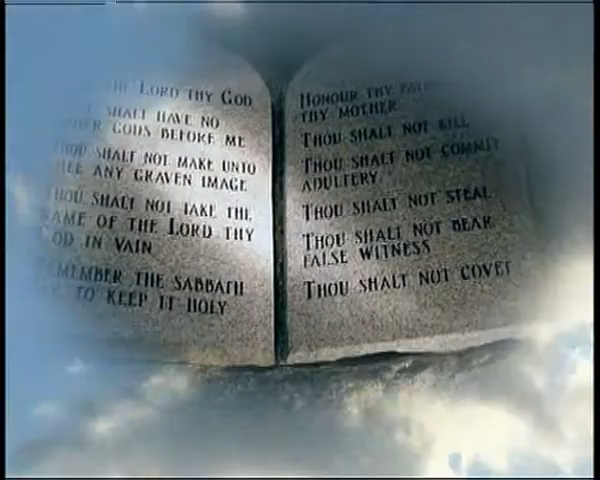 THE LORD THY GOD
SHALT HAVE NO
GODS BEFORE ME
THOU SHALT NOT MAKE UNTO
THEE ANY GRAVEN IMAGE
THOU SHALT NOT TAKE THE
NAME OF THE LORD THY
GOD IN VAIN
REMEMBER THE SABBATH
TO KEEP IT HOLY
HONOUR THY
THY MOTHER
THOU SHALT NOT KILL
THOU SHALT NOT COMMIT
ADULTERY
THOU SHALT NOT STEAL
THOU SHALT NOT BEAR
FALSE WITNESS
THOU SHALT NOT COVET